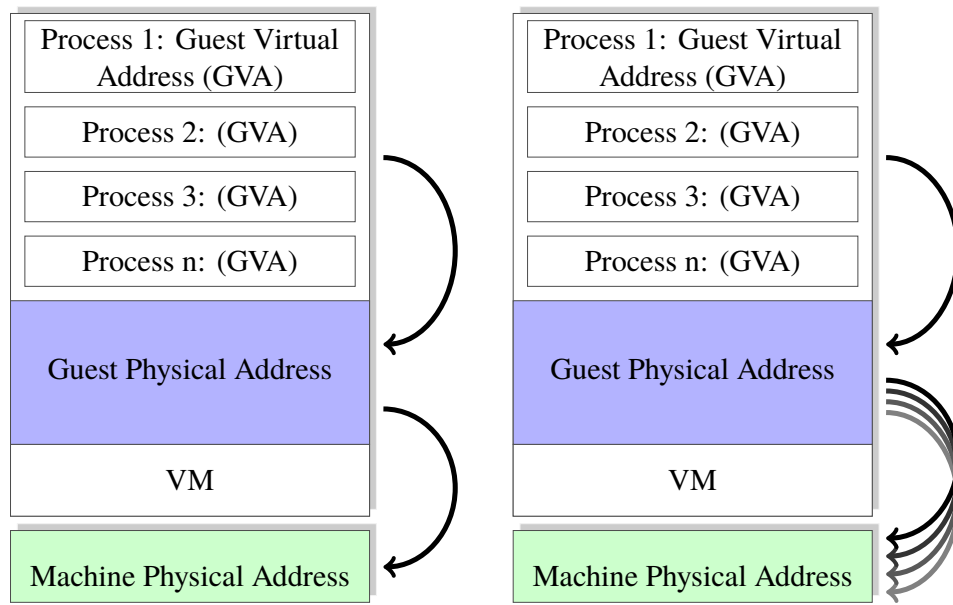 Process 1: Guest Virtual
Address (GVA)
Process 2: (GVA)
Process 3: (GVA)
Process n: (GVA)
Guest Physical Address
VM
Machine Physical Address
Process 1: Guest Virtual
Address (GVA)
Process 2: (GVA)
Process 3: (GVA)
Process n: (GVA)
Guest Physical Address
VM
Machine Physical Address